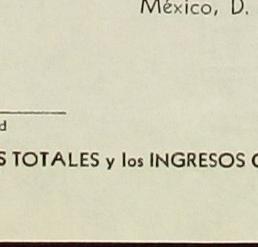 México, D.
d
S TOTALES y los INGRESOS